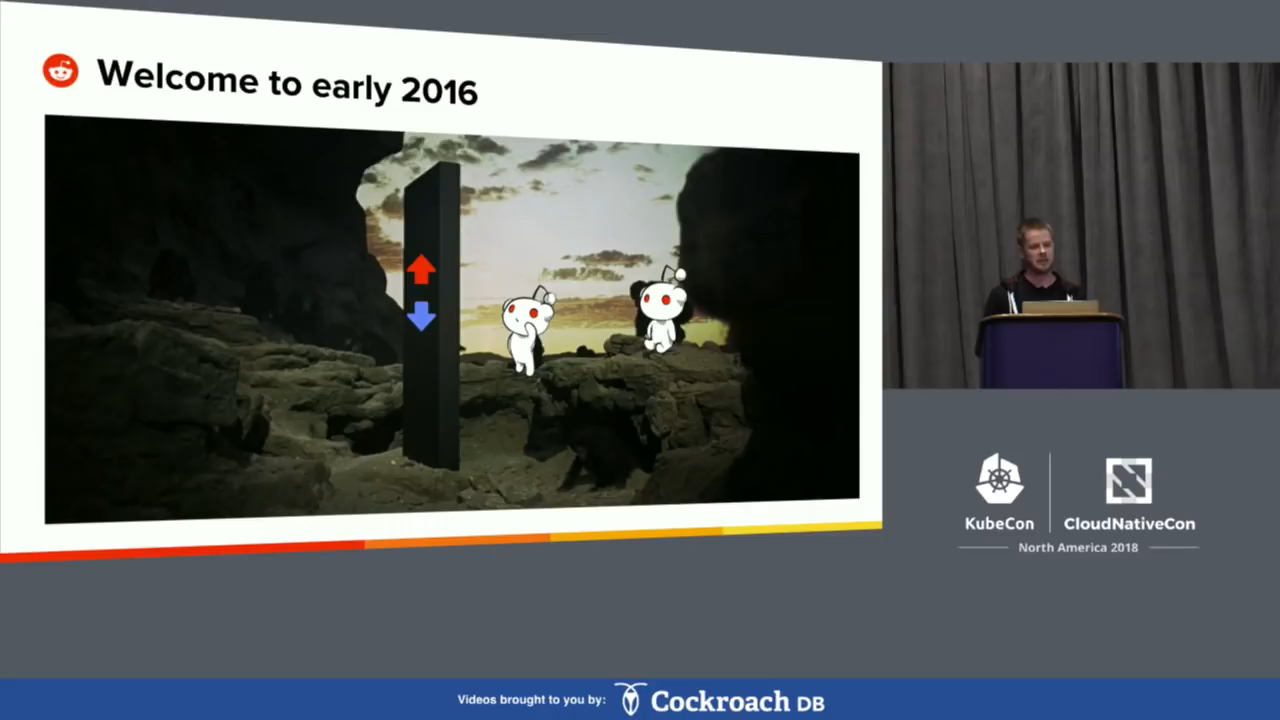 Welcome to early 2016
KubeCon
CloudNativeCon
North America 2018
Videos brought to you by:
Cockroach DB